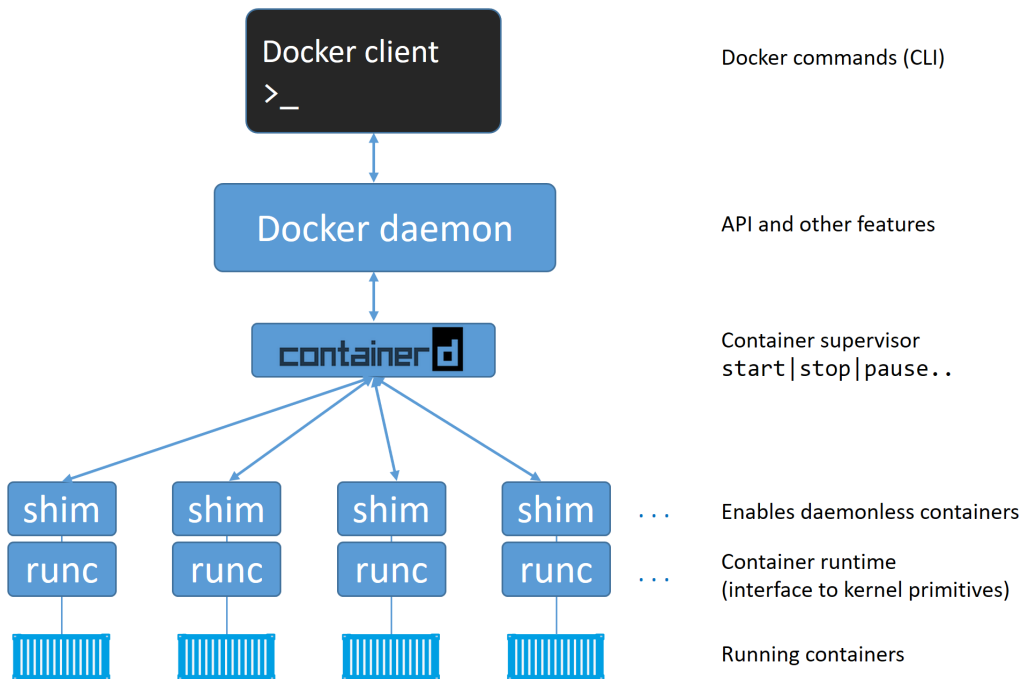 Docker client
>_
Docker commands (CLI)
Docker daemon
API and other features
containerd
Container supervisor
start|stop|pause..
shim shim shim shim ...
Enables daemonless containers
runc runc runc runc ...
Container runtime
(interface to kernel primitives)
Running containers